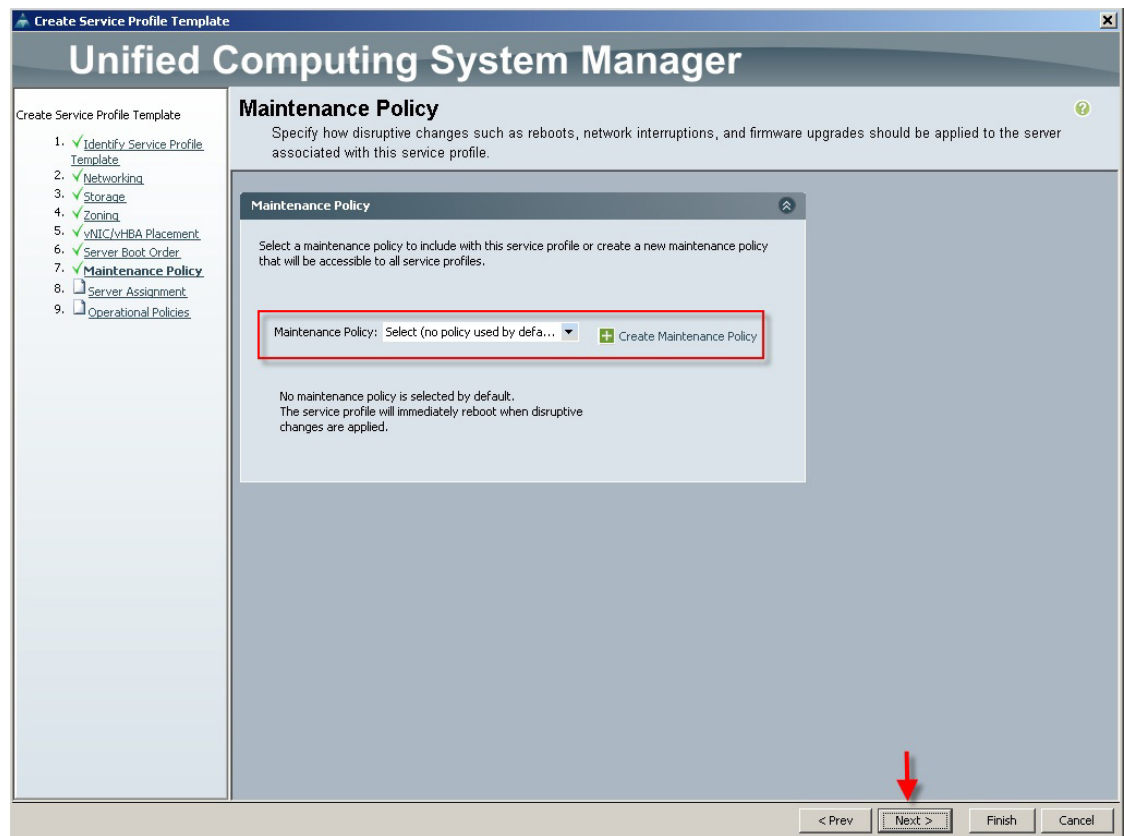 Create Service Profile Template
Unified Computing System Manager
Create Service Profile Template
1. Identify Service Profile
Template
2. Networking
3. Storage
4. Zoning
5. vNIC/vHBA Placement
6. Server Boot Order
7. Maintenance Policy
8. Server Assignment
9. Operational Policies
Maintenance Policy
Specify how disruptive changes such as reboots, network interruptions, and firmware upgrades should be applied to the server
associated with this service profile.
Maintenance Policy
Select a maintenance policy to include with this service profile or create a new maintenance policy
that will be accessible to all service profiles.
Maintenance Policy: Select (no policy used by defa... Create Maintenance Policy
No maintenance policy is selected by default.
The service profile will immediately reboot when disruptive
changes are applied.
< Prev Next > Finish Cancel